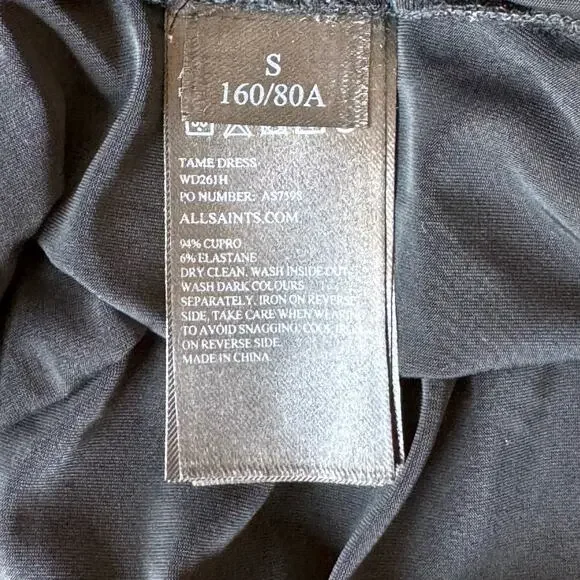 S
160/80A
TAME DRESS
WD261H
PO NUMBER: AS7598
ALLSAINTS.COM
94% CUPRO
6% ELASTANE
DRY CLEAN, WASH INSIDE OUT,
WASH DARK COLOURS
SEPARATELY, IRON ON REVERSE
SIDE, TAKE CARE WHEN WEARING
TO AVOID SNAGGING, COOL IRON
ON REVERSE SIDE.
MADE IN CHINA